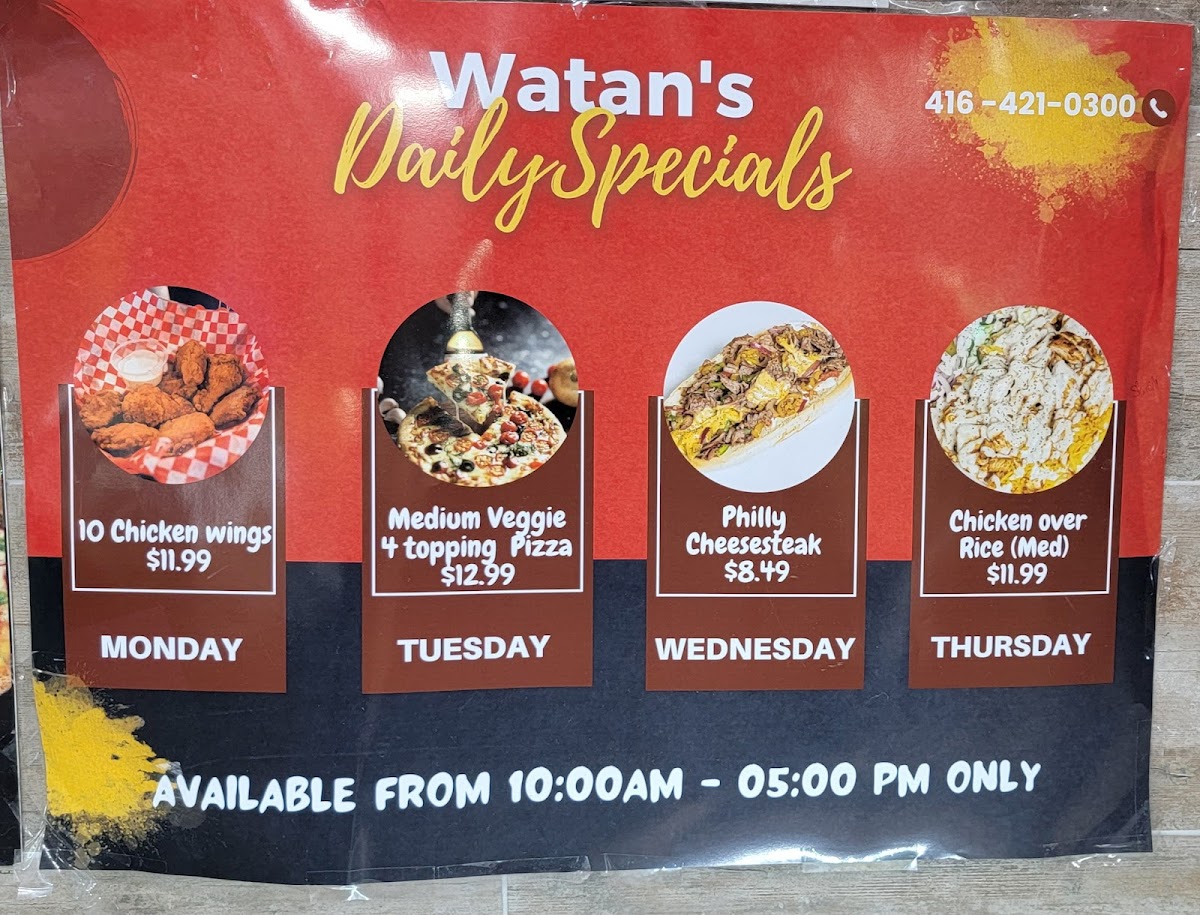 Watan's
Daily Specials
416 -421-0300
10 Chicken wings
$11.99
MONDAY
Medium Veggie
4 topping Pizza
$12.99
TUESDAY
Philly
Cheesesteak
$8.49
WEDNESDAY
Chicken over
Rice (Med)
$11.99
THURSDAY
AVAILABLE FROM 10:00AM - 05:00 PM ONLY